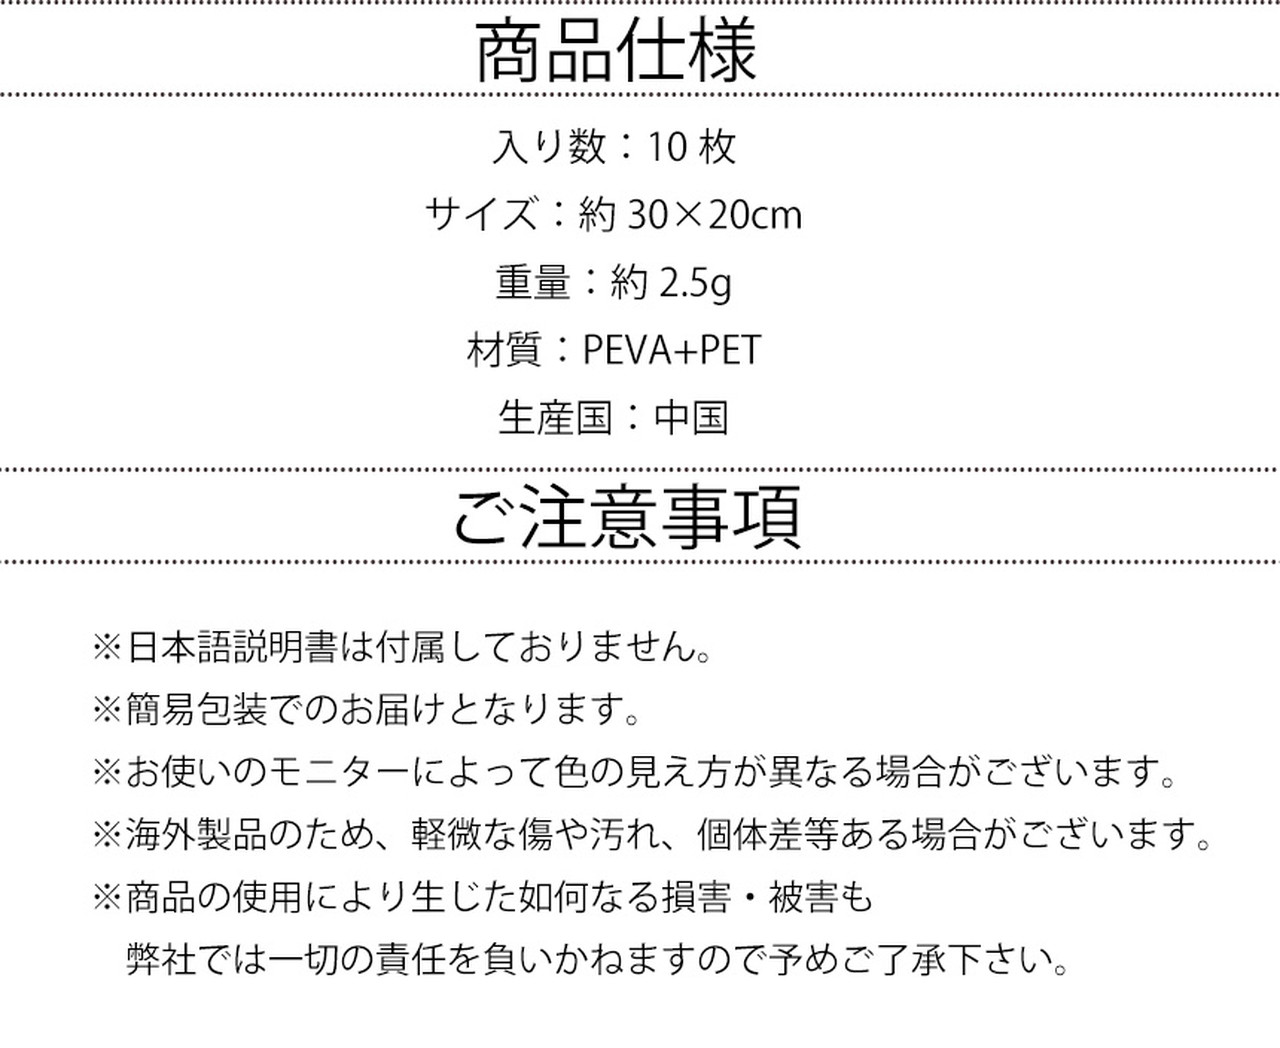 商品仕様
入り数：10 枚
サイズ：約 30×20cm
重量：約 2.5g
材質：PEVA+PET
生産国：中国
ご注意事項
※日本語説明書は付属しておりません。
※簡易包装でのお届けとなります。
※お使いのモニターによって色の見え方が異なる場合がございます。
※海外製品のため、軽微な傷や汚れ、個体差等ある場合がございます。
※商品の使用により生じた如何なる損害・被害も
弊社では一切の責任を負いかねますので予めご了承下さい。